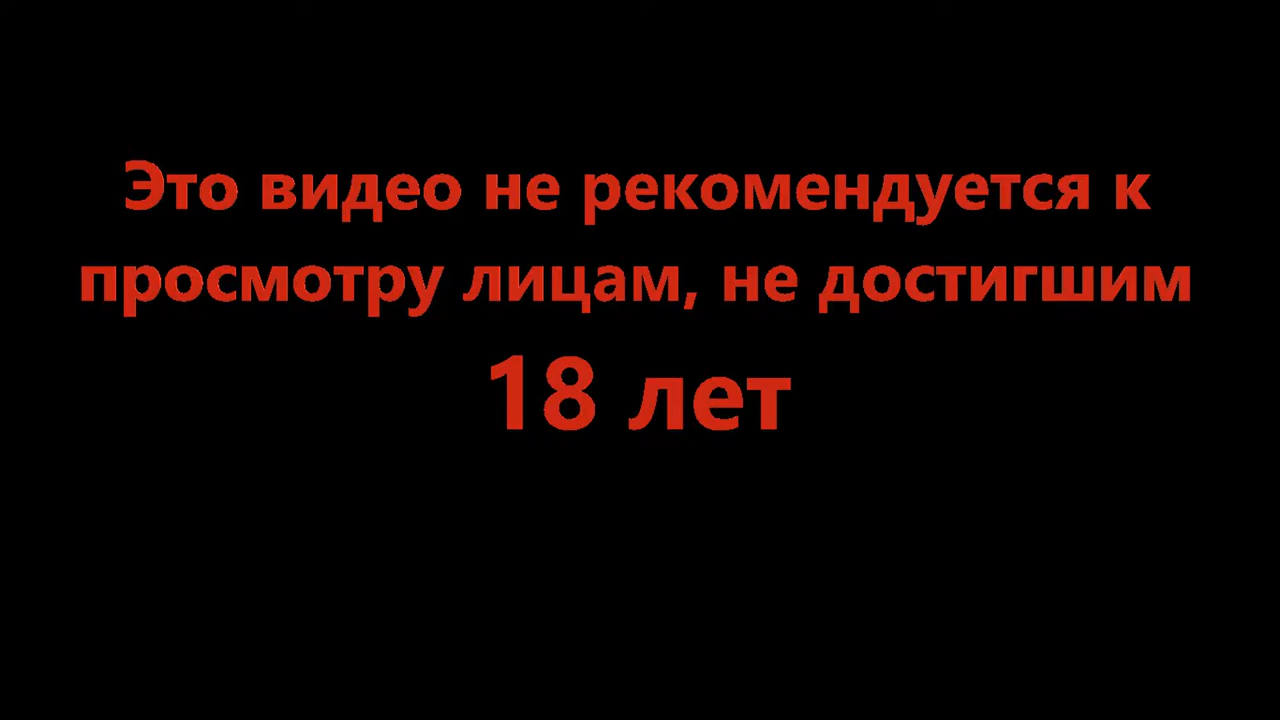 Это видео не рекомендуется к
просмотру лицам, не достигшим
18 лет